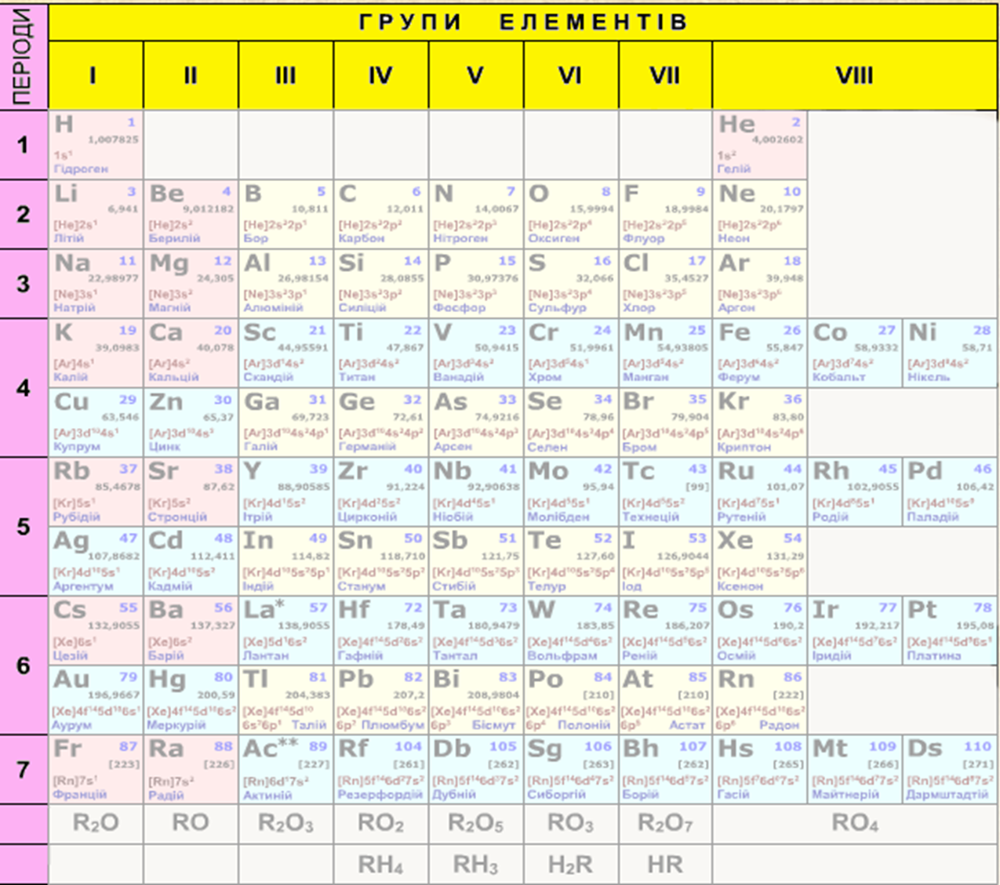 ПЕРІОДИ
ГРУПИ ЕЛЕМЕНТІВ
I II III IV V VI VII VIII
1
H 1 He 2
1,007825 4,002602
1s¹ 1s²
Гідроген Гелій
2
Li 3 Be 4 B 5 C 6 N 7 O 8 F 9 Ne 10
6,941 9,012182 10,811 12,011 14,0067 15,9994 18,9984 20,1797
[He]2s¹ [He]2s² [He]2s²2p¹ [He]2s²2p² [He]2s²2p³ [He]2s²2p⁴ [He]2s²2p⁵ [He]2s²2p⁶
Літій Берилій Бор Карбон Нітроген Оксиген Флуор Неон
3
Na 11 Mg 12 Al 13 Si 14 P 15 S 16 Cl 17 Ar 18
22,98977 24,305 26,98154 28,0855 30,97376 32,066 35,4527 39,948
[Ne]3s¹ [Ne]3s² [Ne]3s²3p¹ [Ne]3s²3p² [Ne]3s²3p³ [Ne]3s²3p⁴ [Ne]3s²3p⁵ [Ne]3s²3p⁶
Натрій Магній Алюміній Силіцій Фосфор Сульфур Хлор Аргон
4
K 19 Ca 20 Sc 21 Ti 22 V 23 Cr 24 Mn 25 Fe 26 Co 27 Ni 28
39,0983 40,078 44,95591 47,867 50,9415 51,9961 54,93805 55,847 58,9332 58,71
[Ar]4s¹ [Ar]4s² [Ar]3d¹4s² [Ar]3d²4s² [Ar]3d³4s² [Ar]3d⁵4s¹ [Ar]3d⁵4s² [Ar]3d⁶4s² [Ar]3d⁷4s² [Ar]3d⁸4s²
Калій Кальцій Скандій Титан Ванадій Хром Манган Ферум Кобальт Нікель
Cu 29 Zn 30 Ga 31 Ge 32 As 33 Se 34 Br 35 Kr 36
63,546 65,37 69,723 72,61 74,9216 78,96 79,904 83,80
[Ar]3d¹⁰4s¹ [Ar]3d¹⁰4s² [Ar]3d¹⁰4s²4p¹ [Ar]3d¹⁰4s²4p² [Ar]3d¹⁰4s²4p³ [Ar]3d¹⁰4s²4p⁴ [Ar]3d¹⁰4s²4p⁵ [Ar]3d¹⁰4s²4p⁶
Купрум Цинк Галій Германій Арсен Селен Бром Криптон
5
Rb 37 Sr 38 Y 39 Zr 40 Nb 41 Mo 42 Tc 43 Ru 44 Rh 45 Pd 46
85,4678 87,62 88,90585 91,224 92,90638 95,94 [99] 101,07 102,9055 106,42
[Kr]5s¹ [Kr]5s² [Kr]4d¹5s² [Kr]4d²5s² [Kr]4d⁴5s¹ [Kr]4d⁵5s¹ [Kr]4d⁵5s² [Kr]4d⁷5s¹ [Kr]4d⁸5s¹ [Kr]4d¹⁰5s⁰
Рубідій Стронцій Ітрій Цирконій Ніобій Молібден Технецій Рутеній Родій Паладій
Ag 47 Cd 48 In 49 Sn 50 Sb 51 Te 52 I 53 Xe 54
107,8682 112,411 114,82 118,710 121,75 127,60 126,9044 131,29
[Kr]4d¹⁰5s¹ [Kr]4d¹⁰5s² [Kr]4d¹⁰5s²5p¹ [Kr]4d¹⁰5s²5p² [Kr]4d¹⁰5s²5p³ [Kr]4d¹⁰5s²5p⁴ [Kr]4d¹⁰5s²5p⁵ [Kr]4d¹⁰5s²5p⁶
Аргентум Кадмій Індій Станум Стибій Телур Іод Ксенон
6
Cs 55 Ba 56 La* 57 Hf 72 Ta 73 W 74 Re 75 Os 76 Ir 77 Pt 78
132,9055 137,327 138,9055 178,49 180,9479 183,85 186,207 190,2 192,217 195,08
[Xe]6s¹ [Xe]6s² [Xe]5d¹6s² [Xe]4f¹⁴5d²6s² [Xe]4f¹⁴5d³6s² [Xe]4f¹⁴5d⁴6s² [Xe]4f¹⁴5d⁵6s² [Xe]4f¹⁴5d⁶6s² [Xe]4f¹⁴5d⁷6s² [Xe]4f¹⁴5d⁹6s¹
Цезій Барій Лантан Гафній Тантал Вольфрам Реній Осмій Іридій Платина
Au 79 Hg 80 Tl 81 Pb 82 Bi 83 Po 84 At 85 Rn 86
196,9667 200,59 204,383 207,2 208,9804 [210] [210] [222]
[Xe]4f¹⁴5d¹⁰6s¹ [Xe]4f¹⁴5d¹⁰6s² [Xe]4f¹⁴5d¹⁰ [Xe]4f¹⁴5d¹⁰6s² [Xe]4f¹⁴5d¹⁰6s² [Xe]4f¹⁴5d¹⁰6s² [Xe]4f¹⁴5d¹⁰6s² [Xe]4f¹⁴5d¹⁰6s²
Аурум Меркурій 6s²6p¹ Талій 6p² Плюмбум 6p³ Бісмут 6p⁴ Полоній 6p⁵ Астат 6p⁶ Радон
7
Fr 87 Ra 88 Ac** 89 Rf 104 Db 105 Sg 106 Bh 107 Hs 108 Mt 109 Ds 110
[223] [226] [227] [261] [262] [263] [262] [265] [266] [271]
[Rn]7s¹ [Rn]7s² [Rn]6d¹7s² [Rn]5f¹⁴6d²7s² [Rn]5f¹⁴6d³7s² [Rn]5f¹⁴6d⁴7s² [Rn]5f¹⁴6d⁵7s² [Rn]5f¹⁴6d⁷7s² [Rn]5f¹⁴6d⁸7s²
Францій Радій Актиній Резерфордій Дубній Сиборгій Борій Гасій Майтнерій Дармштадтій
R₂O RO R₂O₃ RO₂ R₂O₅ RO₃ R₂O₇ RO₄
RH₄ RH₃ H₂R HR